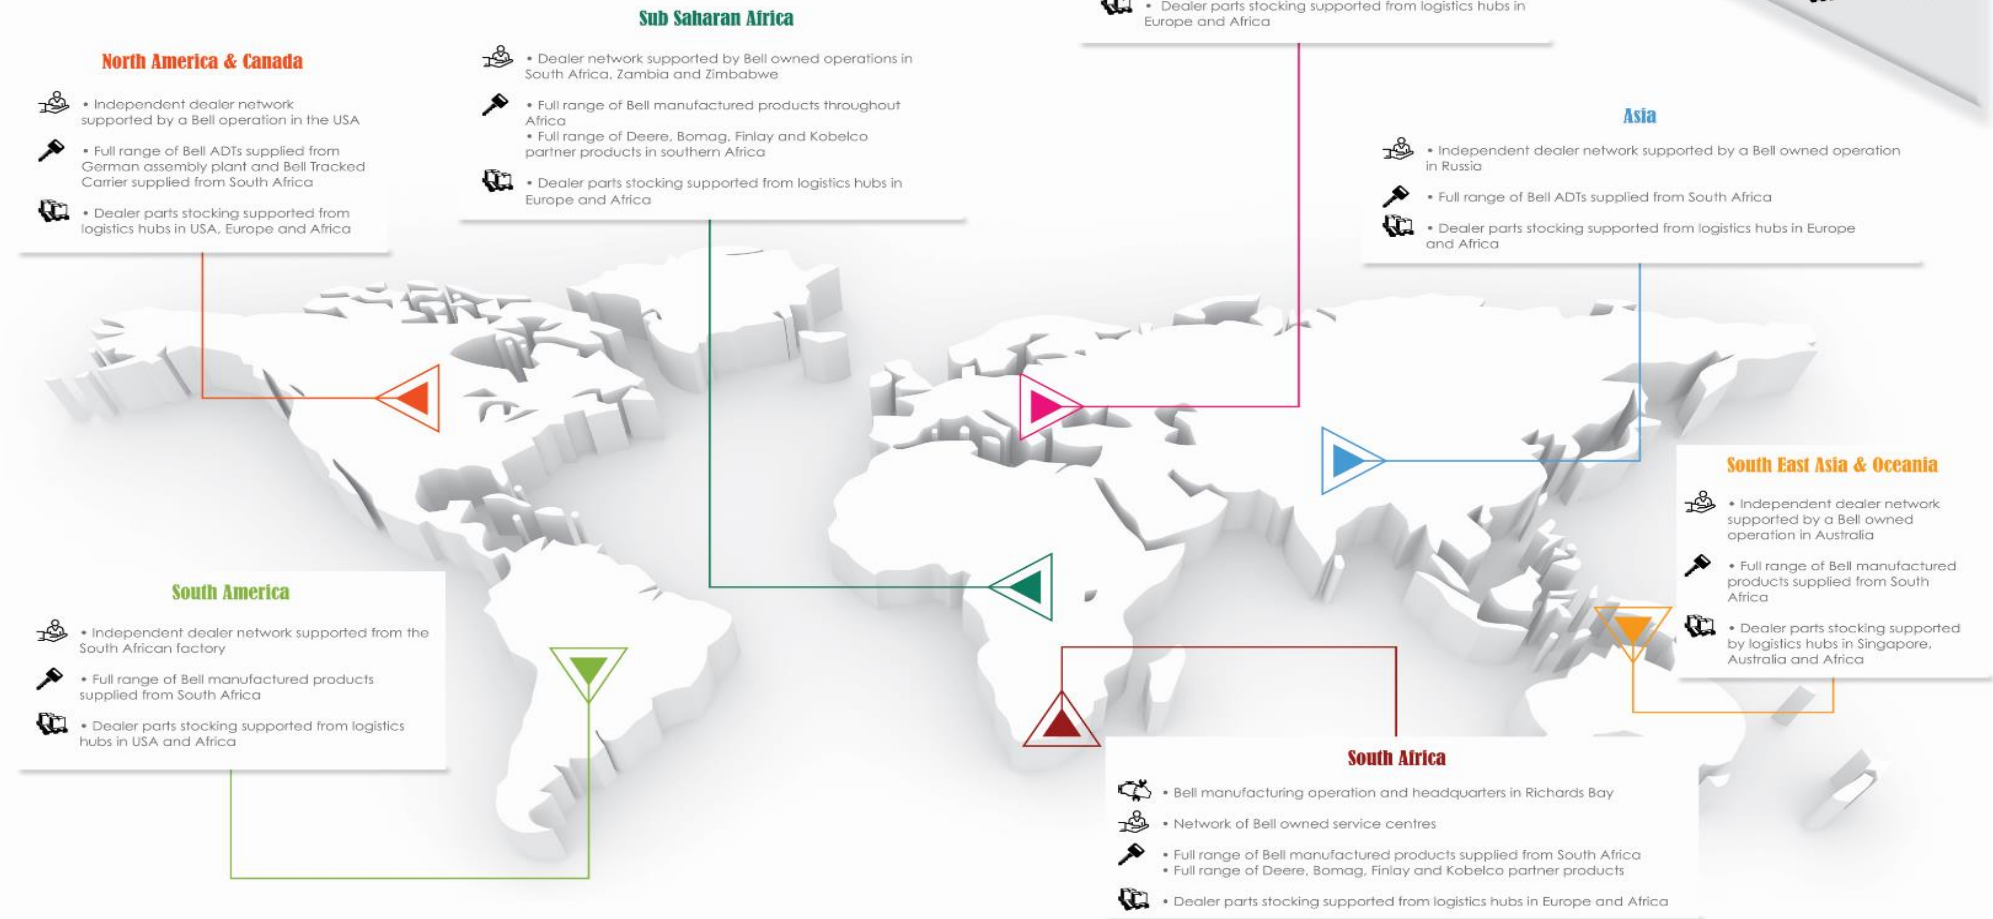 Sub Saharan Africa
• Dealer network supported by Bell owned operations in
South Africa, Zambia and Zimbabwe
• Full range of Bell manufactured products throughout
Africa
• Full range of Deere, Bomag, Finlay and Kobelco
partner products in southern Africa
• Dealer parts stocking supported from logistics hubs in
Europe and Africa
• Dealer parts stocking supported from logistics hubs in
Europe and Africa
North America & Canada
• Independent dealer network
supported by a Bell operation in the USA
• Full range of Bell ADTs supplied from
German assembly plant and Bell Tracked
Carrier supplied from South Africa
• Dealer parts stocking supported from
logistics hubs in USA, Europe and Africa
Asia
• Independent dealer network supported by a Bell owned operation
in Russia
• Full range of Bell ADTs supplied from South Africa
• Dealer parts stocking supported from logistics hubs in Europe
and Africa
South East Asia & Oceania
• Independent dealer network
supported by a Bell owned
operation in Australia
• Full range of Bell manufactured
products supplied from South
Africa
• Dealer parts stocking supported
by logistics hubs in Singapore,
Australia and Africa
South America
• Independent dealer network supported from the
South African factory
• Full range of Bell manufactured products
supplied from South Africa
• Dealer parts stocking supported from logistics
hubs in USA and Africa
South Africa
• Bell manufacturing operation and headquarters in Richards Bay
• Network of Bell owned service centres
• Full range of Bell manufactured products supplied from South Africa
• Full range of Deere, Bomag, Finlay and Kobelco partner products
• Dealer parts stocking supported from logistics hubs in Europe and Africa